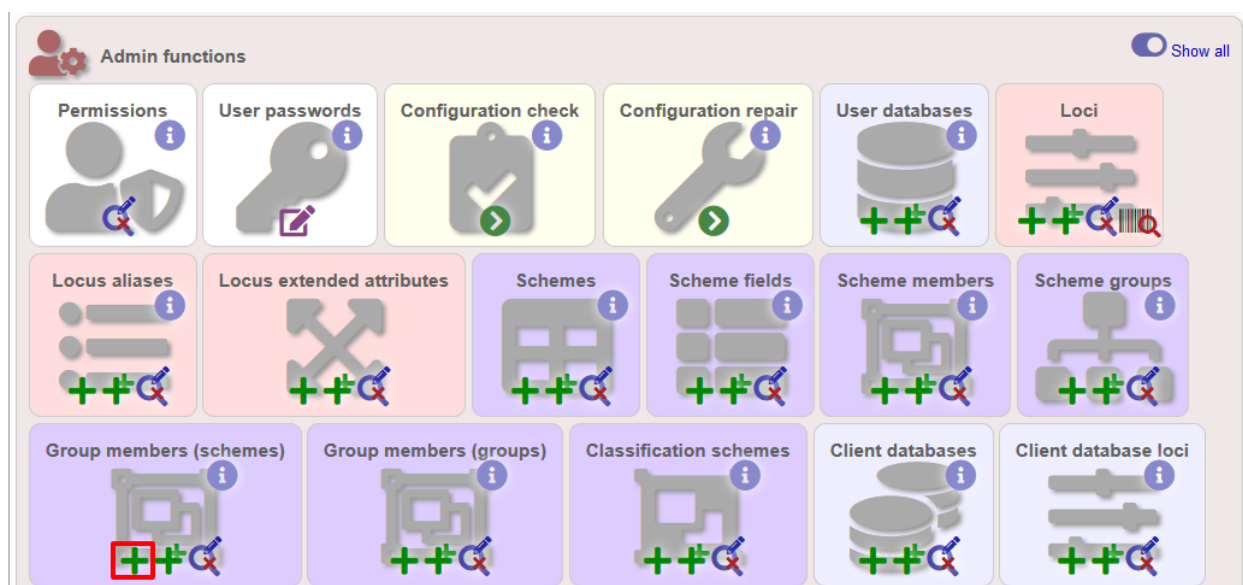 Admin functions
Show all
Permissions
User passwords
Configuration check
Configuration repair
User databases
Loci
Locus aliases
Locus extended attributes
Schemes
Scheme fields
Scheme members
Scheme groups
Group members (schemes)
Group members (groups)
Classification schemes
Client databases
Client database loci